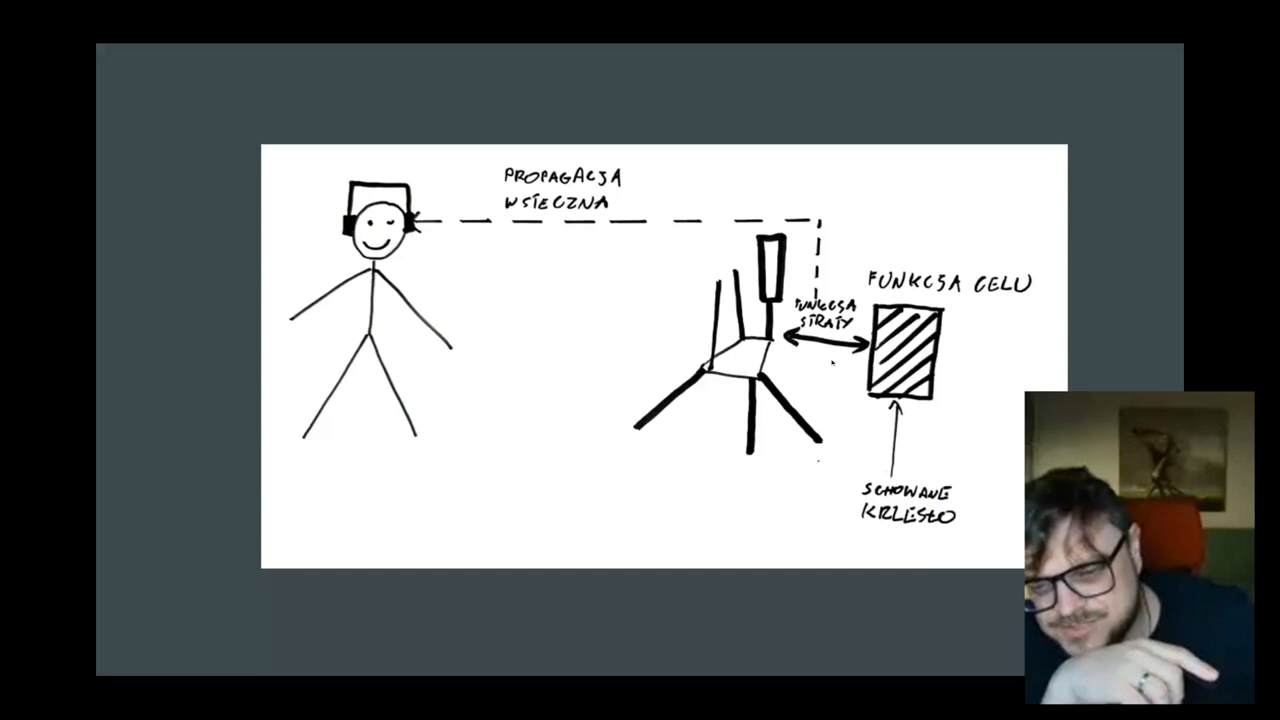 PROPAGACJA
WSTECZNA
FUNKCJA CELU
FUNKCJA
STRATY
SCHOWANE
KRZESŁO